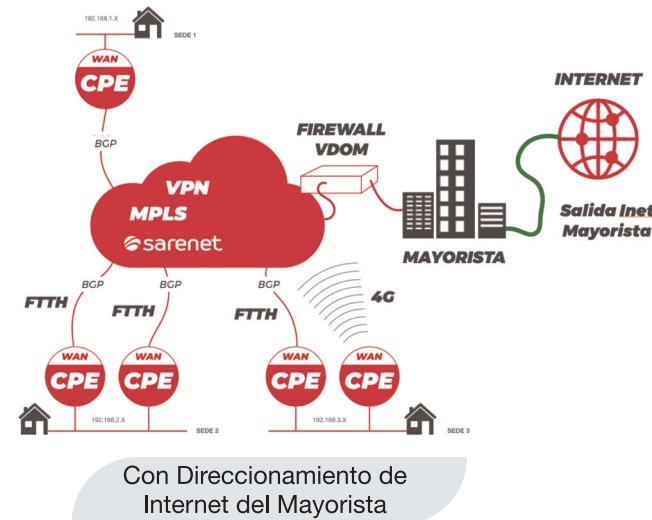 192.168.1.X
SEDE 1
WAN
CPE
BGP
INTERNET
FIREWALL
VDOM
VPN
MPLS
sarenet
Salida Inet
Mayorista
MAYORISTA
BGP
BGP
BGP
4G
FTTH
FTTH
FTTH
WAN
CPE
WAN
CPE
WAN
CPE
WAN
CPE
192.168.2.X
SEDE 2
192.168.3.X
SEDE 3
Con Direccionamiento de
Internet del Mayorista